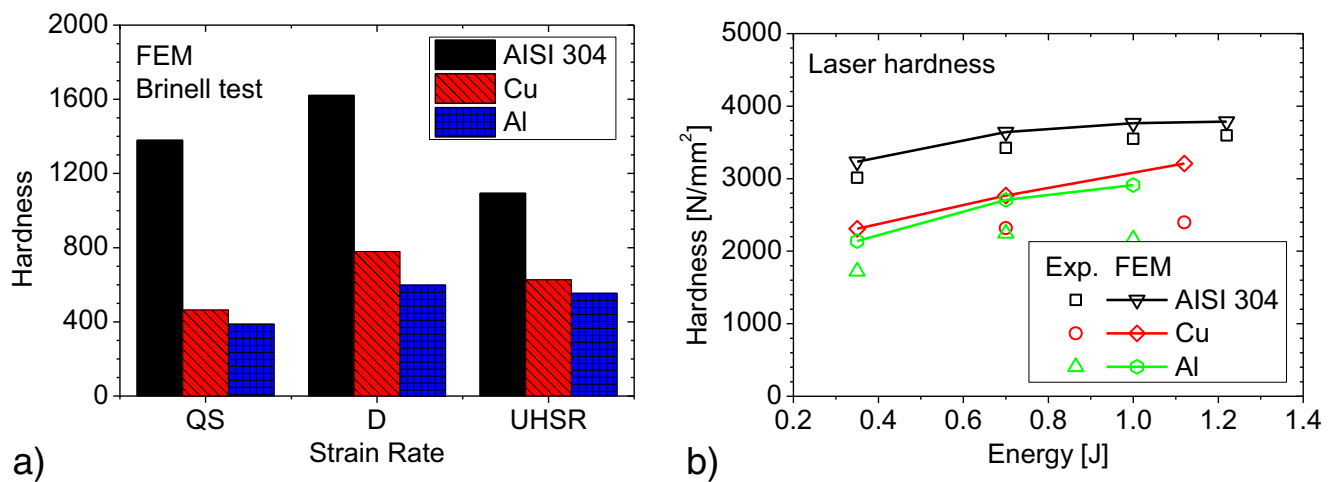 FEM
Brinell test
AISI 304
Cu
Al
2000
1600
1200
800
400
0
Hardness
QS D UHSR
Strain Rate
a)
Laser hardness
5000
4000
3000
2000
1000
0
Hardness [N/mm²]
Exp. FEM
AISI 304
Cu
Al
0.2 0.4 0.6 0.8 1.0 1.2 1.4
Energy [J]
b)